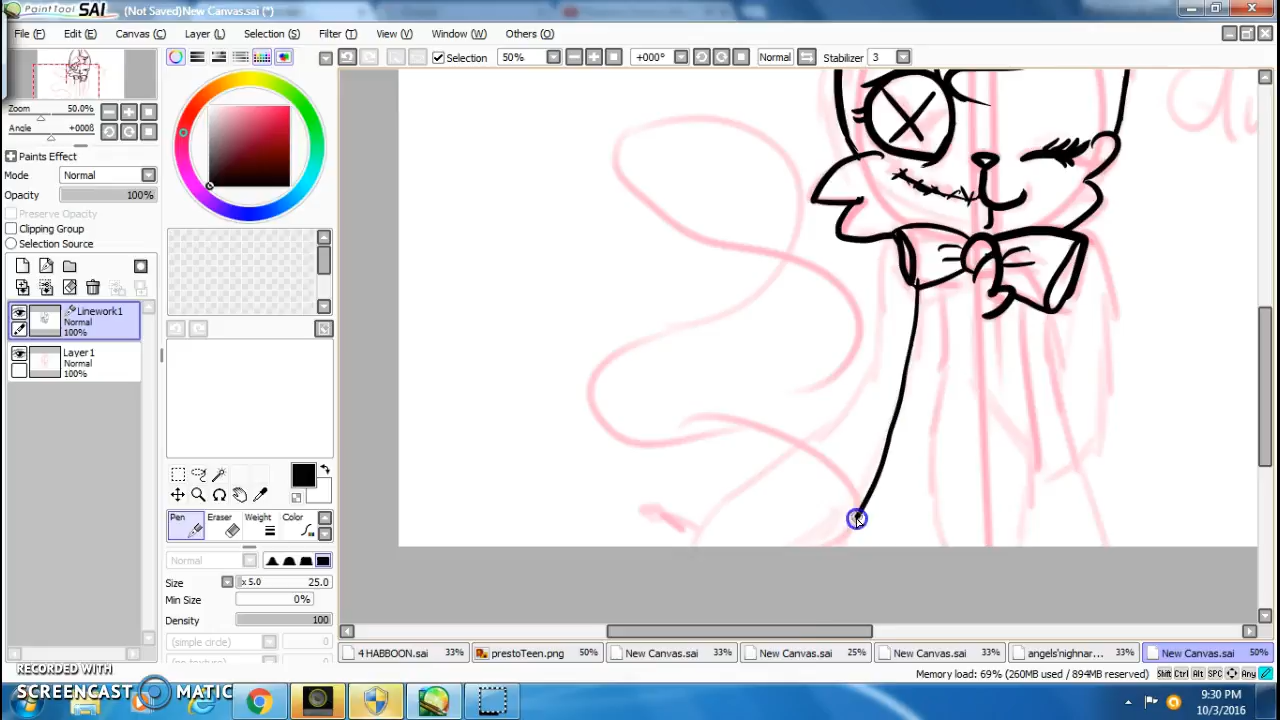 PaintTool SAI (Not Saved)New Canvas.sai (*)
File (F) Edit (E) Canvas (C) Layer (L) Selection (S) Filter (T) View (V) Window (W) Others (O)
Selection 50% +000° Normal Stabilizer 3
Zoom 50.0%
Angle +000ß
Paints Effect
Mode Normal
Opacity 100%
Preserve Opacity
Clipping Group
Selection Source
Linework1
Normal
100%
Layer1
Normal
100%
Pen Eraser Weight Color
Normal
Size x 5.0 25.0
Min Size 0%
Density 100
(simple circle) 100%
4 HABBOON.sai 33% prestoTeen.png 50% New Canvas.sai 33% New Canvas.sai 25% New Canvas.sai 33% angels'nighnar... 33% New Canvas.sai 50%
Memory load: 69% (260MB used / 894MB reserved) Shift Ctrl Alt SPC Any
RECORDED WITH
SCREENCAST MATIC
9:30 PM
10/3/2016